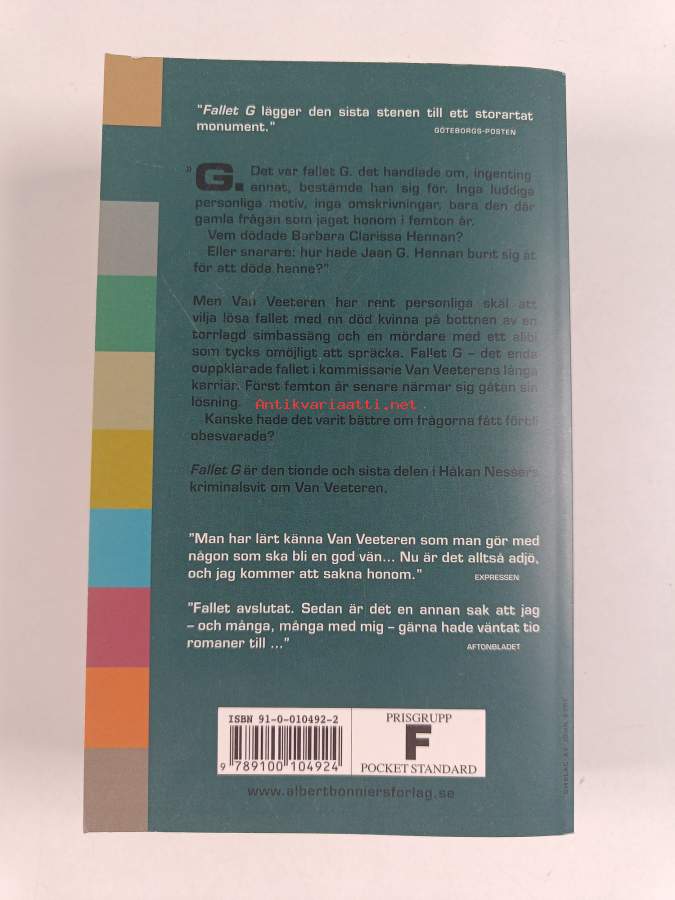 "Fallet G lägger den sista stenen till ett storartat
monument."
GÖTEBORGS-POSTEN
"G. Det var fallet G. det handlade om, ingenting
annat, bestämde han sig för. Inga luddiga
personliga motiv, inga omskrivningar, bara den där
gamla frågan som jagat honom i femton år.
Vem dödade Barbara Clarissa Hennan?
Eller snarare: hur hade Jaan G. Hennan burit sig åt
för att döda henne?"
Men Van Veeteren har rent personliga skäl att
vilja lösa fallet med en död kvinna på bottnen av en
torrlagd simbassäng och en mördare med ett alibi
som tycks omöjligt att spräcka. Fallet G – det enda
ouppklarade fallet i kommissarie Van Veeterens långa
karriär. Först femton år senare närmar sig gåtan sin
lösning.
Antikvariaatti.net
Kanske hade det varit bättre om frågorna fått förbli
obesvarade?
Fallet G är den tionde och sista delen i Håkan Nessers
kriminalsvit om Van Veeteren.
"Man har lärt känna Van Veeteren som man gör med
någon som ska bli en god vän... Nu är det alltså adjö,
och jag kommer att sakna honom."
EXPRESSEN
"Fallet avslutat. Sedan är det en annan sak att jag
– och många, många med mig – gärna hade väntat tio
romaner till ..."
AFTONBLADET
ISBN 91-0-010492-2
9 789100 104924
PRISGRUPP
F
POCKET STANDARD
www.albertbonniersforlag.se
OMSLAG AV JOHN